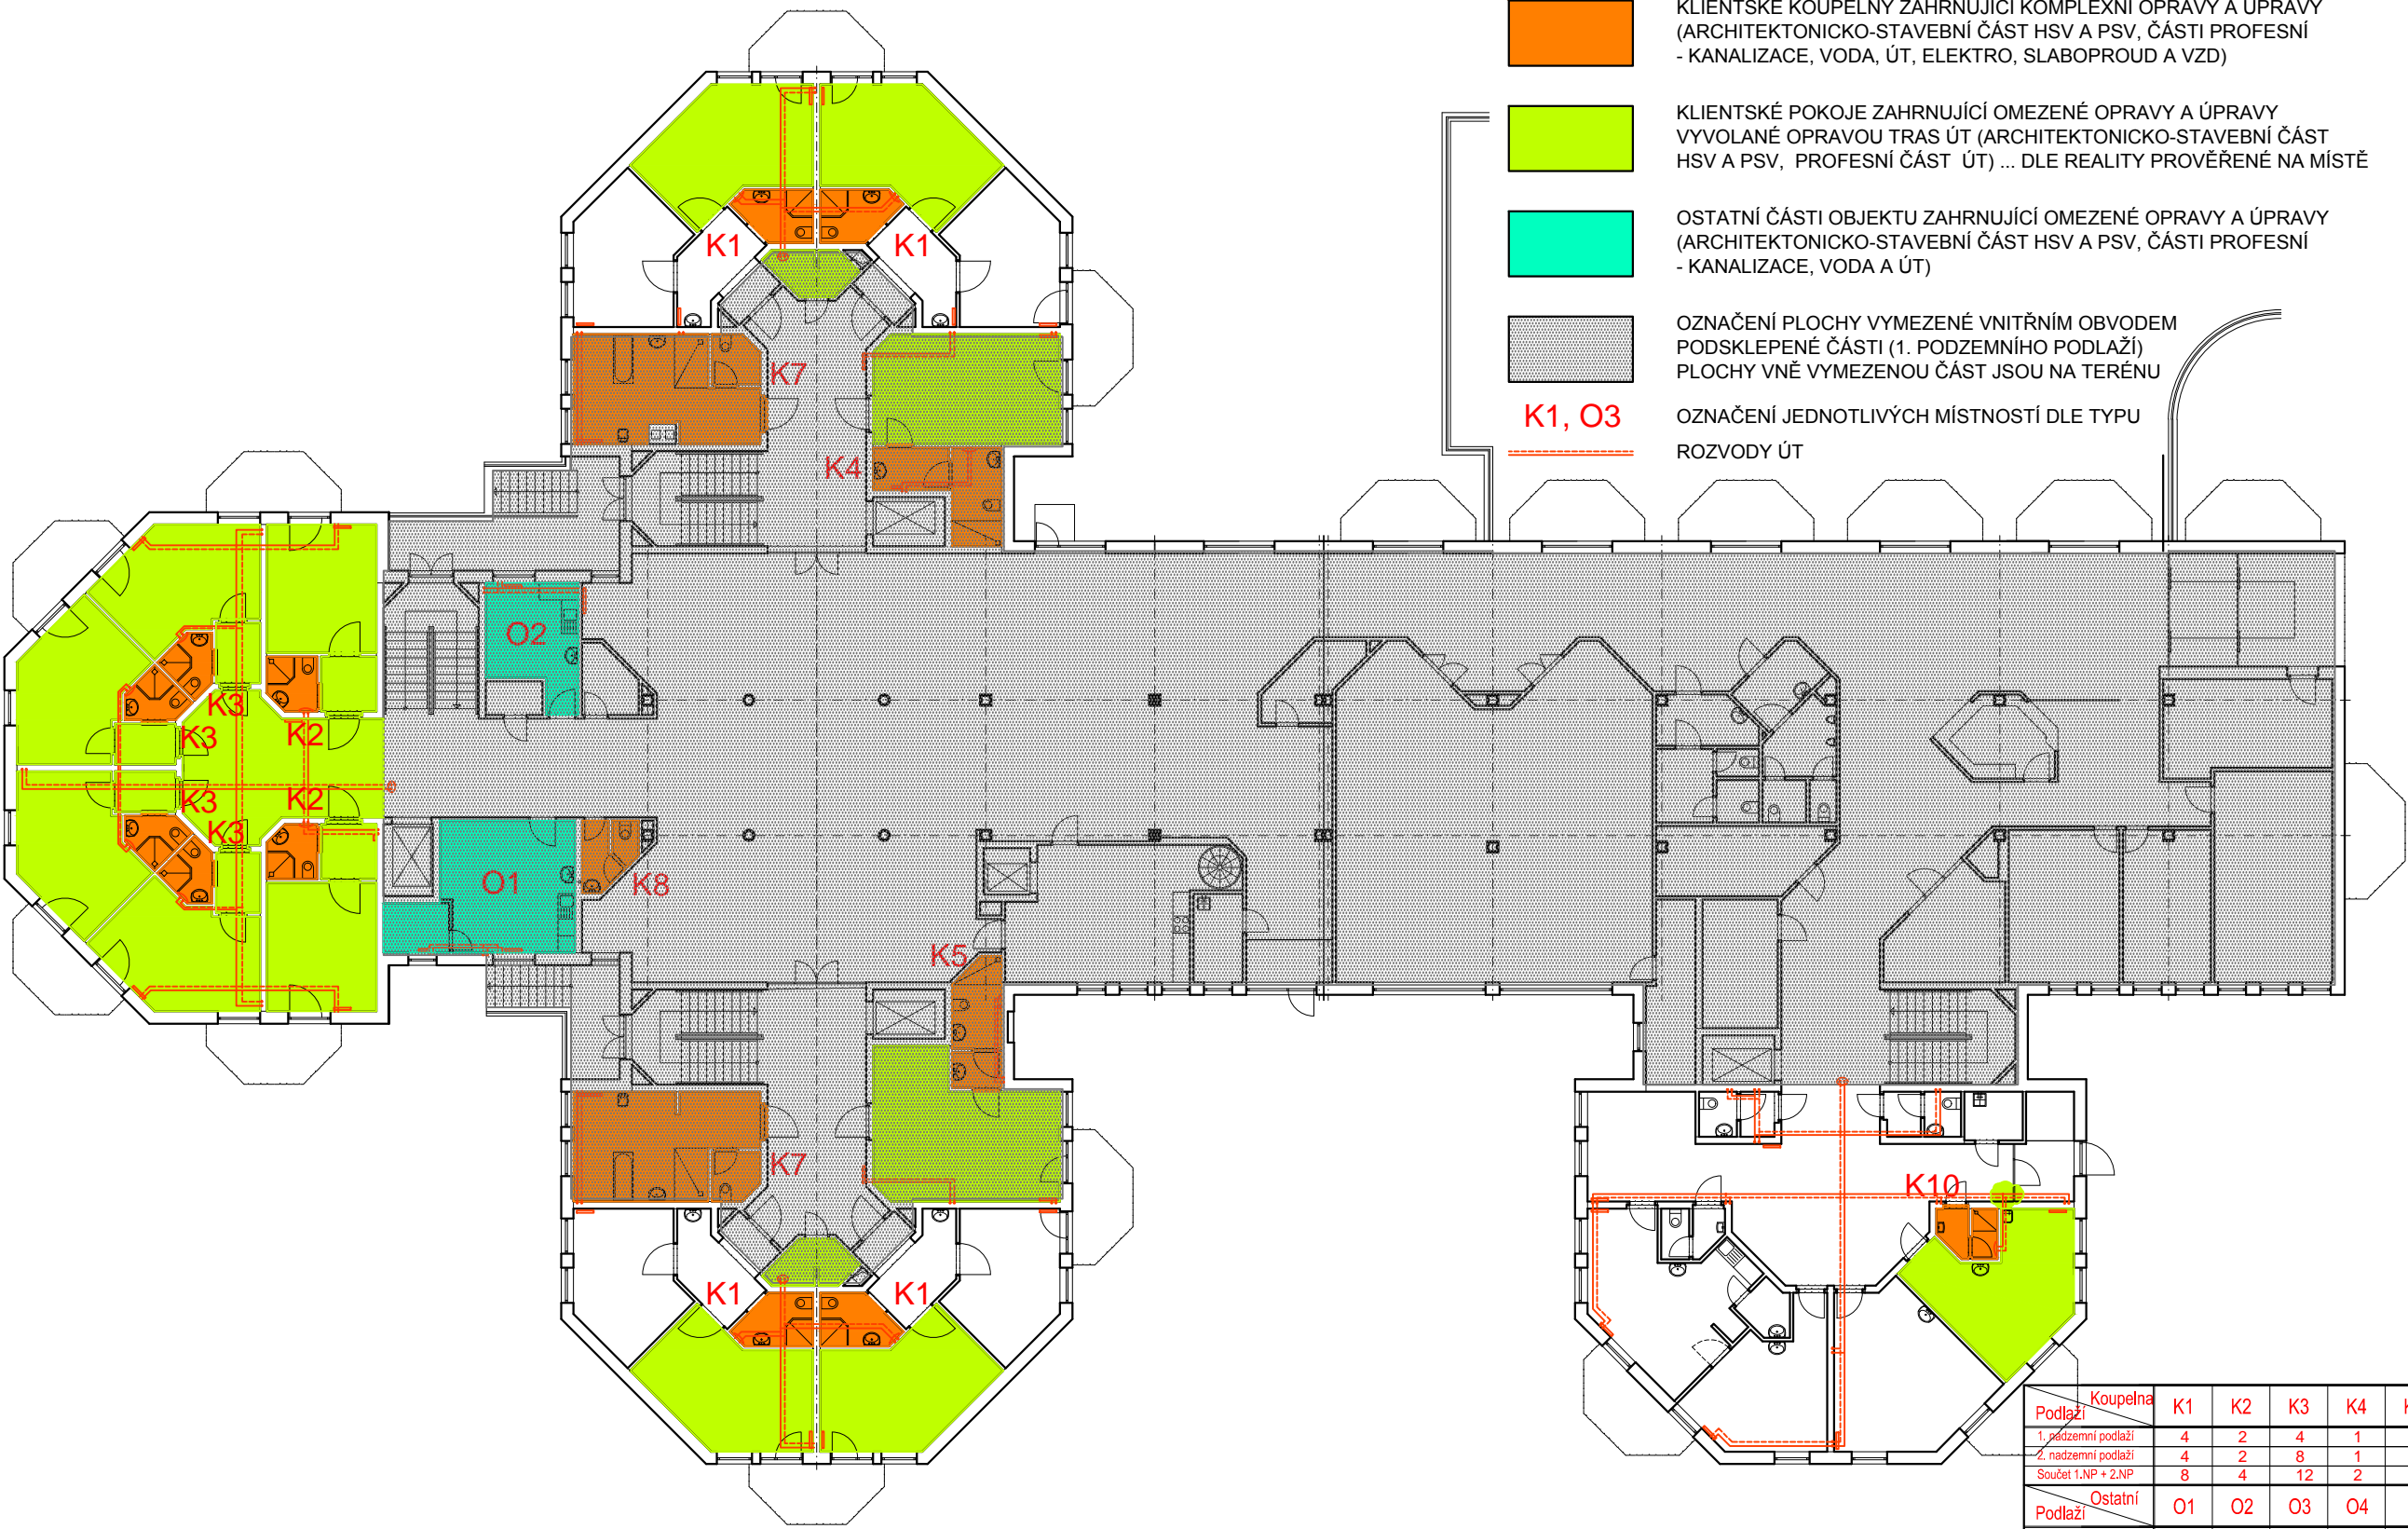 KLIENTSKÉ KOUPELNY ZAHRNUJÍCÍ KOMPLEXNÍ OPRAVY A ÚPRAVY
(ARCHITEKTONICKO-STAVEBNÍ ČÁST HSV A PSV, ČÁSTI PROFESNÍ
- KANALIZACE, VODA, ÚT, ELEKTRO, SLABOPROUD A VZD)
KLIENTSKÉ POKOJE ZAHRNUJÍCÍ OMEZENÉ OPRAVY A ÚPRAVY
VYVOLANÉ OPRAVOU TRAS ÚT (ARCHITEKTONICKO-STAVEBNÍ ČÁST
HSV A PSV, PROFESNÍ ČÁST ÚT) ... DLE REALITY PROVĚŘENÉ NA MÍSTĚ
OSTATNÍ ČÁSTI OBJEKTU ZAHRNUJÍCÍ OMEZENÉ OPRAVY A ÚPRAVY
(ARCHITEKTONICKO-STAVEBNÍ ČÁST HSV A PSV, ČÁSTI PROFESNÍ
- KANALIZACE, VODA A ÚT)
OZNAČENÍ PLOCHY VYMEZENÉ VNITŘNÍM OBVODEM
PODSKLEPENÉ ČÁSTI (1. PODZEMNÍHO PODLAŽÍ)
PLOCHY VNĚ VYMEZENOU ČÁST JSOU NA TERÉNU
K1, O3 OZNAČENÍ JEDNOTLIVÝCH MÍSTNOSTÍ DLE TYPU
ROZVODY ÚT
K1 K1
K7
K4
O2
K3
K2
K3
K3
K2
K3
O1
K8
K5
K7
K10
K1 K1
Koupelna
Podlaží K1 K2 K3 K4
1. nadzemní podlaží 4 2 4 1
2. nadzemní podlaží 4 2 8 1
Součet 1.NP + 2.NP 8 4 12 2
Ostatní
Podlaží O1 O2 O3 O4